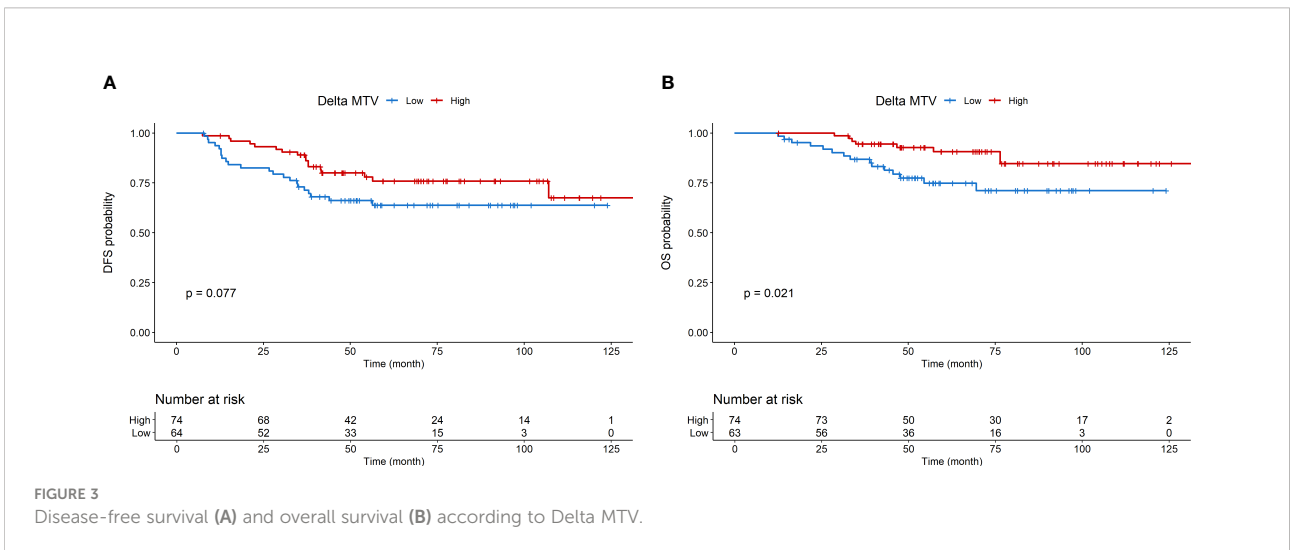 A
Delta MTV Low High
1.00
0.75
0.50
0.25
0.00
DFS probability
p = 0.077
0 25 50 75 100 125
Time (month)
Number at risk
High 74 68 42 24 14 1
Low 64 52 33 15 3 0
0 25 50 75 100 125
Time (month)
B
Delta MTV Low High
1.00
0.75
0.50
0.25
0.00
OS probability
p = 0.021
0 25 50 75 100 125
Time (month)
Number at risk
High 74 73 50 30 17 2
Low 63 56 36 16 3 0
0 25 50 75 100 125
Time (month)
FIGURE 3
Disease-free survival (A) and overall survival (B) according to Delta MTV.